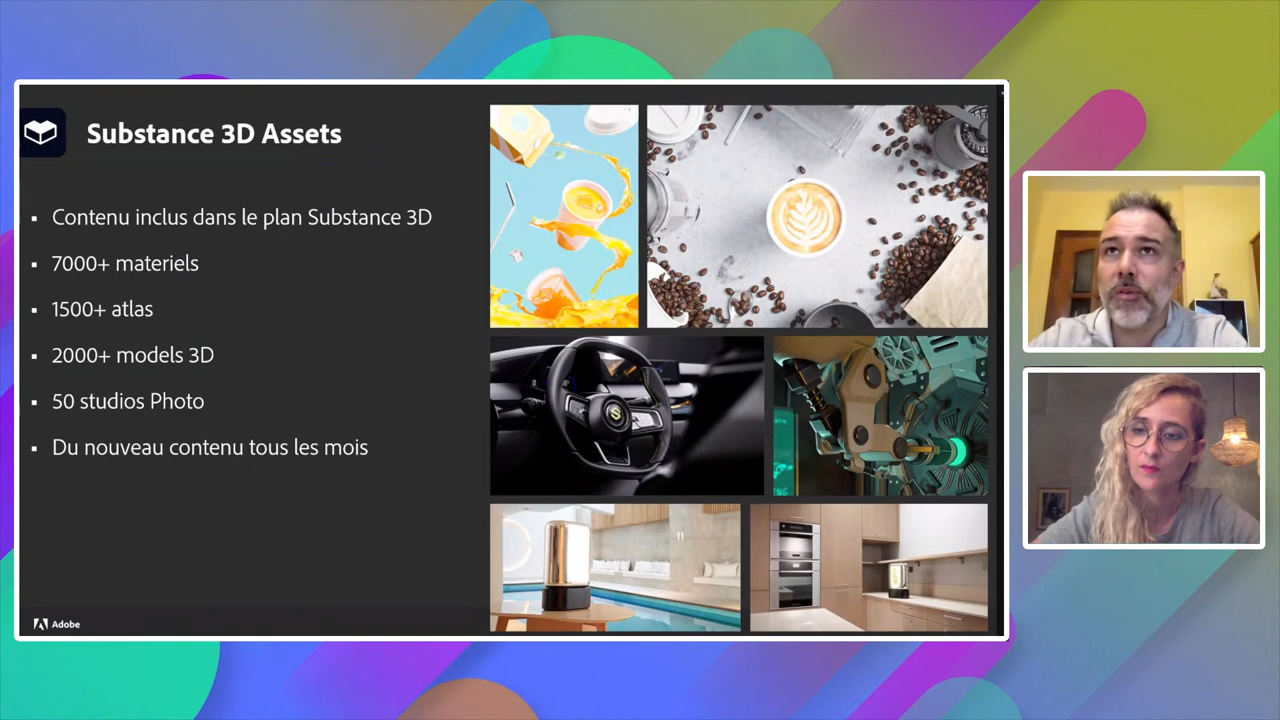 Substance 3D Assets
Contenu inclus dans le plan Substance 3D
7000+ materiels
1500+ atlas
2000+ models 3D
50 studios Photo
Du nouveau contenu tous les mois
Adobe